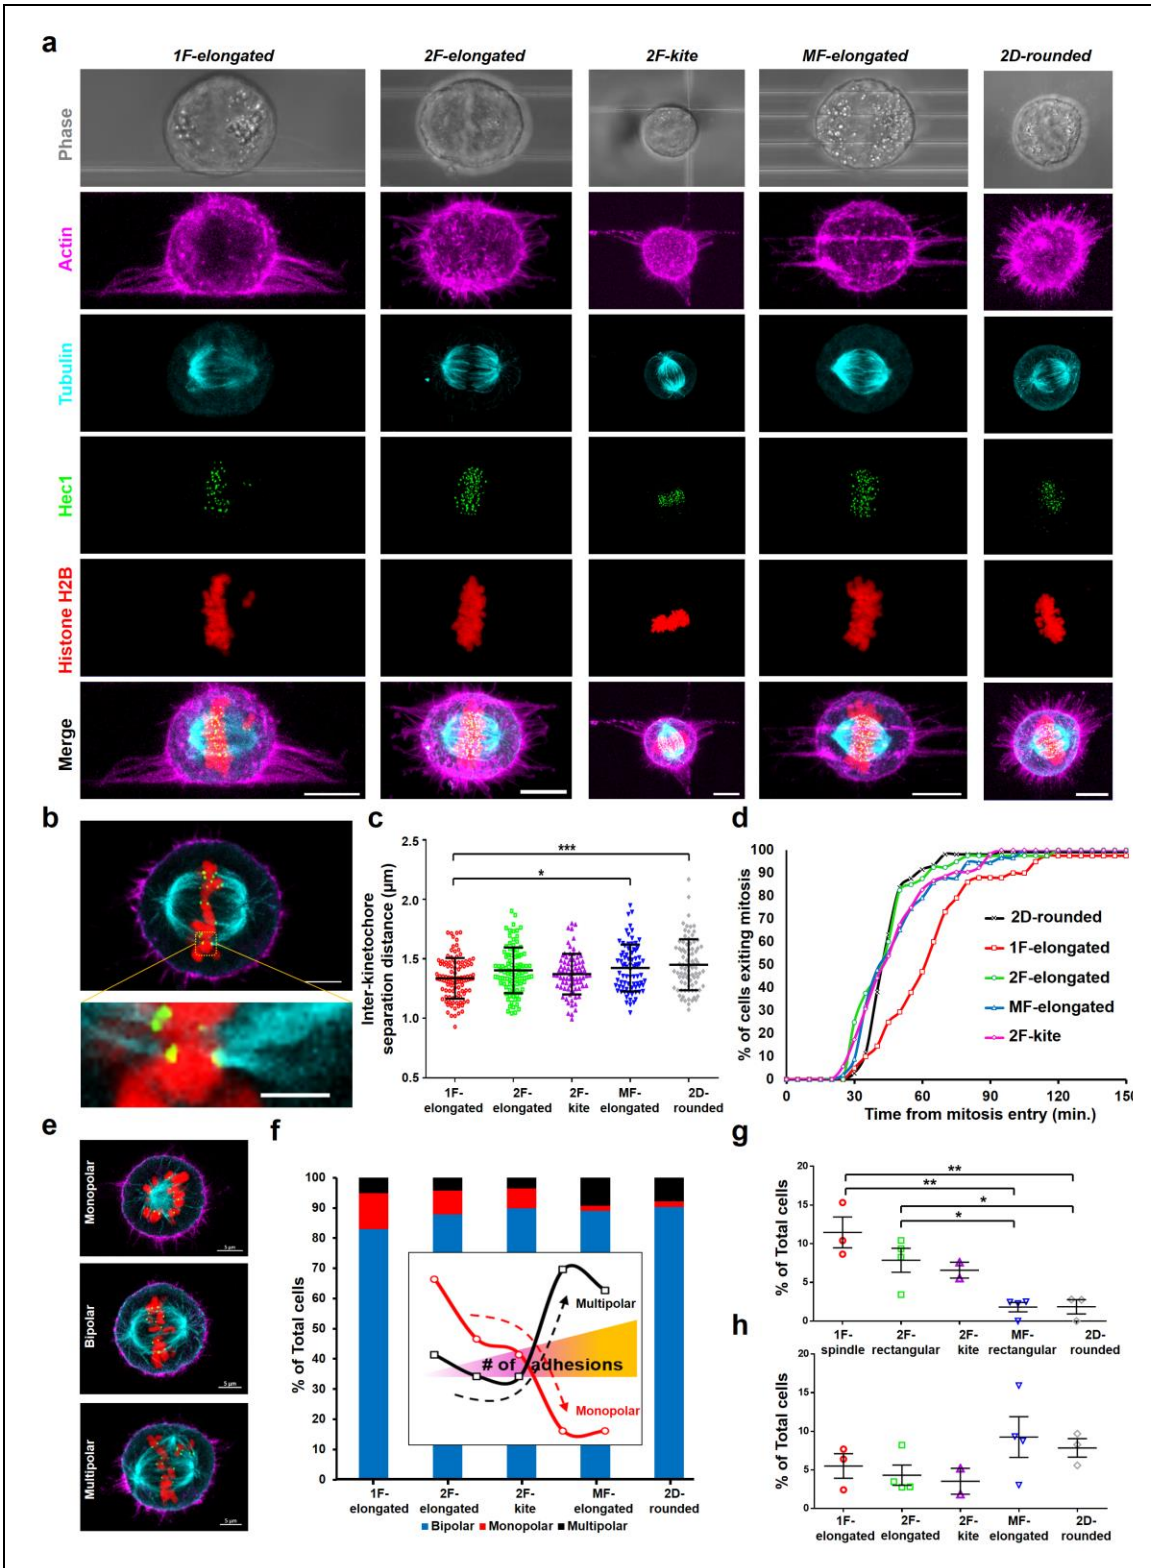 a
1F-elongated 2F-elongated 2F-kite MF-elongated 2D-rounded
Phase
Actin
Tubulin
Hec1
Histone H2B
Merge
b
c
Inter-kinetochore
separation distance (µm)
2.5
2.0
1.5
1.0
0.5
***
*
1F-
elongated
2F-
elongated
2F-
kite
MF-
elongated
2D-
rounded
d
% of cells exiting mitosis
100
90
80
70
60
50
40
30
20
10
0
0 30 60 90 120 150
Time from mitosis entry (min.)
2D-rounded
1F-elongated
2F-elongated
MF-elongated
2F-kite
e
Monopolar
5 µm
Bipolar
5 µm
Multipolar
5 µm
f
% of Total cells
100
90
80
70
60
50
40
30
20
10
0
Multipolar
# of adhesions
Monopolar
1F-
elongated
2F-
elongated
2F-
kite
MF-
elongated
2D-
rounded
Bipolar Monopolar Multipolar
g
% of Total cells
20
15
10
5
0
**
**
*
*
1F-
spindle
2F-
rectangular
2F-
kite
MF-
rectangular
2D-
rounded
h
% of Total cells
20
15
10
5
0
1F-
elongated
2F-
elongated
2F-
kite
MF-
elongated
2D-
rounded